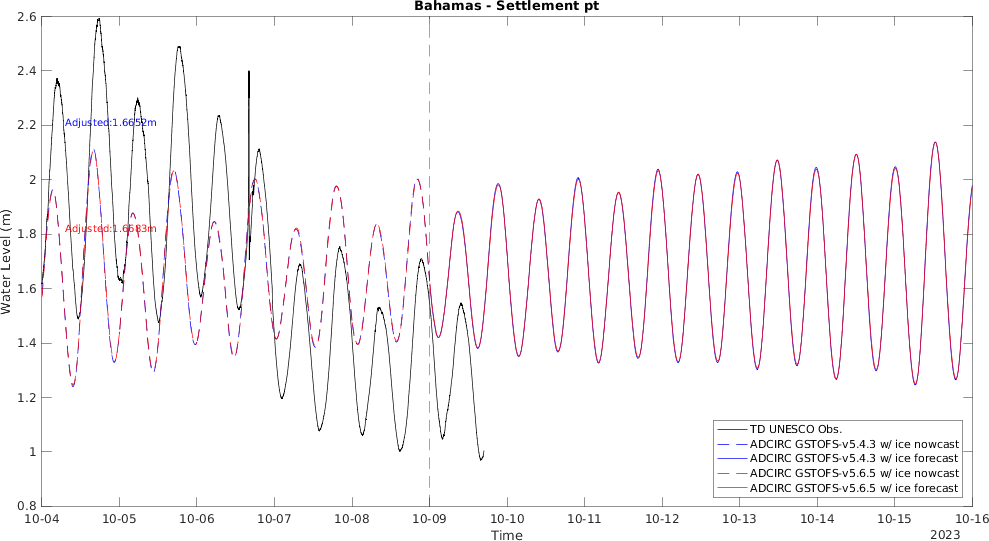 Bahamas - Settlement pt
2.6
2.4
2.2
2
1.8
1.6
1.4
1.2
1
0.8
Water Level (m)
Adjusted:1.6652m
Adjusted:1.6683m
TD UNESCO Obs.
ADCIRC GSTOFS-v5.4.3 w/ ice nowcast
ADCIRC GSTOFS-v5.4.3 w/ ice forecast
ADCIRC GSTOFS-v5.6.5 w/ ice nowcast
ADCIRC GSTOFS-v5.6.5 w/ ice forecast
10-04 10-05 10-06 10-07 10-08 10-09 10-10 10-11 10-12 10-13 10-14 10-15 10-16
Time
2023